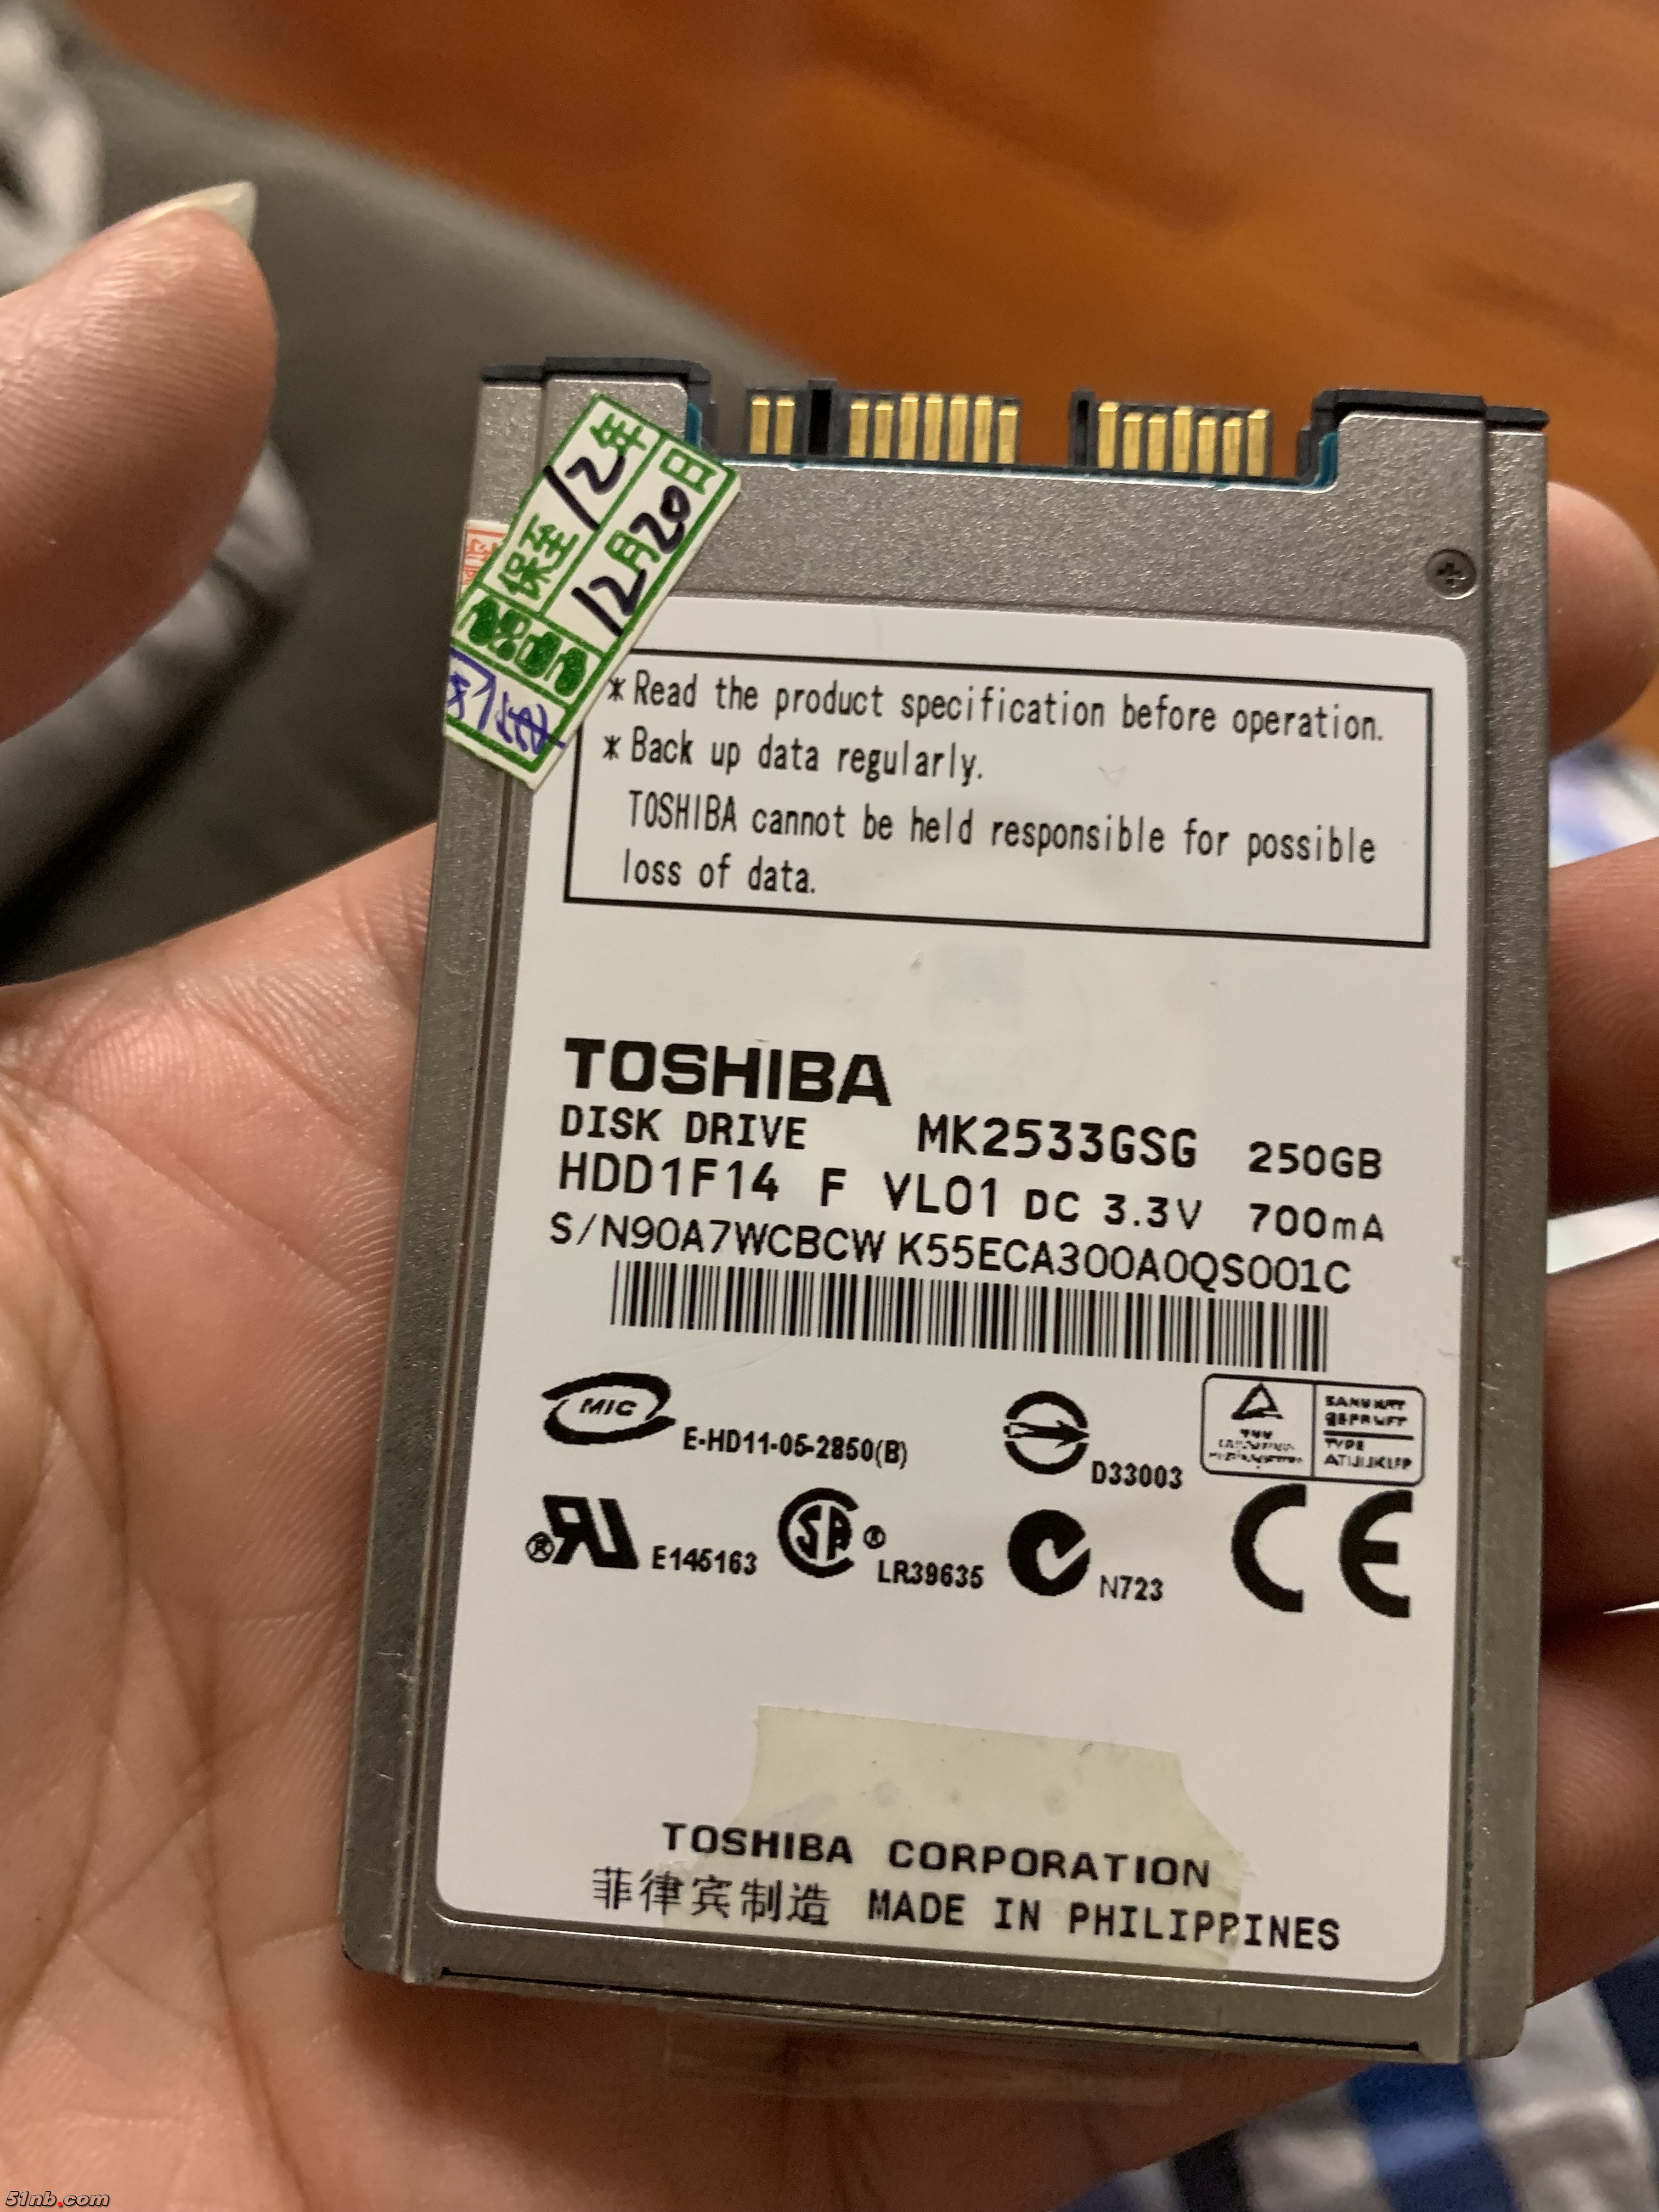 保至12年
12月20日
*Read the product specification before operation.
*Back up data regularly.
TOSHIBA cannot be held responsible for possible
loss of data.
TOSHIBA
DISK DRIVE MK2533GSG 250GB
HDD1F14 F VL01 DC 3.3V 700mA
S/N90A7WCBCW K55ECA300A0QS001C
MIC E-HD11-05-2850(B)
D33003
TYPE
E145163
LR39635
N723
CE
TOSHIBA CORPORATION
菲律宾制造 MADE IN PHILIPPINES
51nb.com